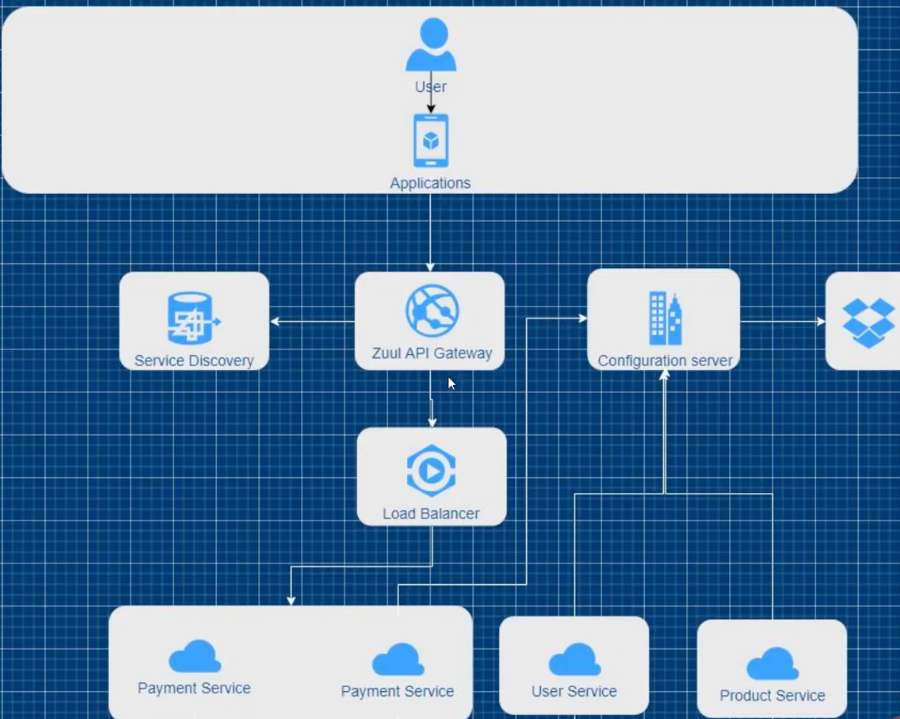 User
Applications
Service Discovery
Zuul API Gateway
Configuration server
Load Balancer
Payment Service
Payment Service
User Service
Product Service